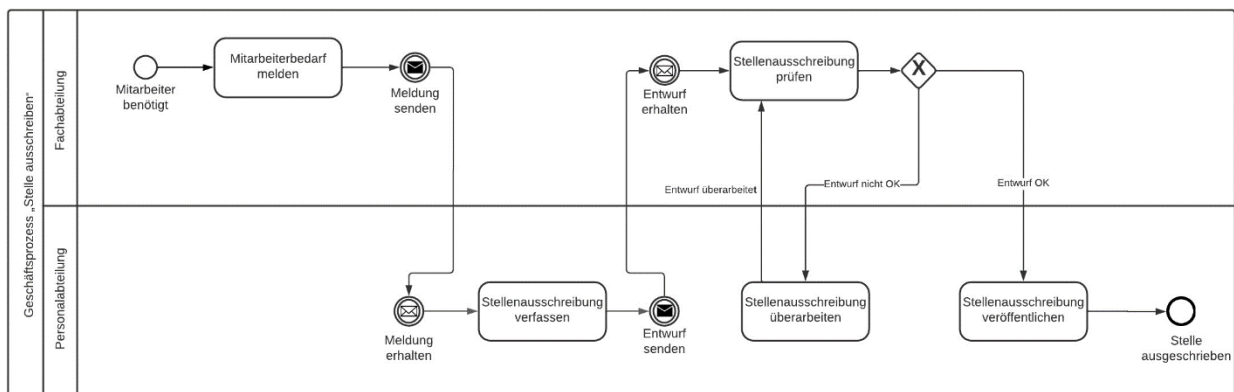 Geschäftsprozess „Stelle ausschreiben“
Fachabteilung
Mitarbeiter
benötigt
Mitarbeiterbedarf
melden
Meldung
senden
Entwurf
erhalten
Stellenausschreibung
prüfen
X
Entwurf überarbeitet
Entwurf nicht OK
Entwurf OK
Personalabteilung
Meldung
erhalten
Stellenausschreibung
verfassen
Entwurf
senden
Stellenausschreibung
überarbeiten
Stellenausschreibung
veröffentlichen
Stelle
ausgeschrieben